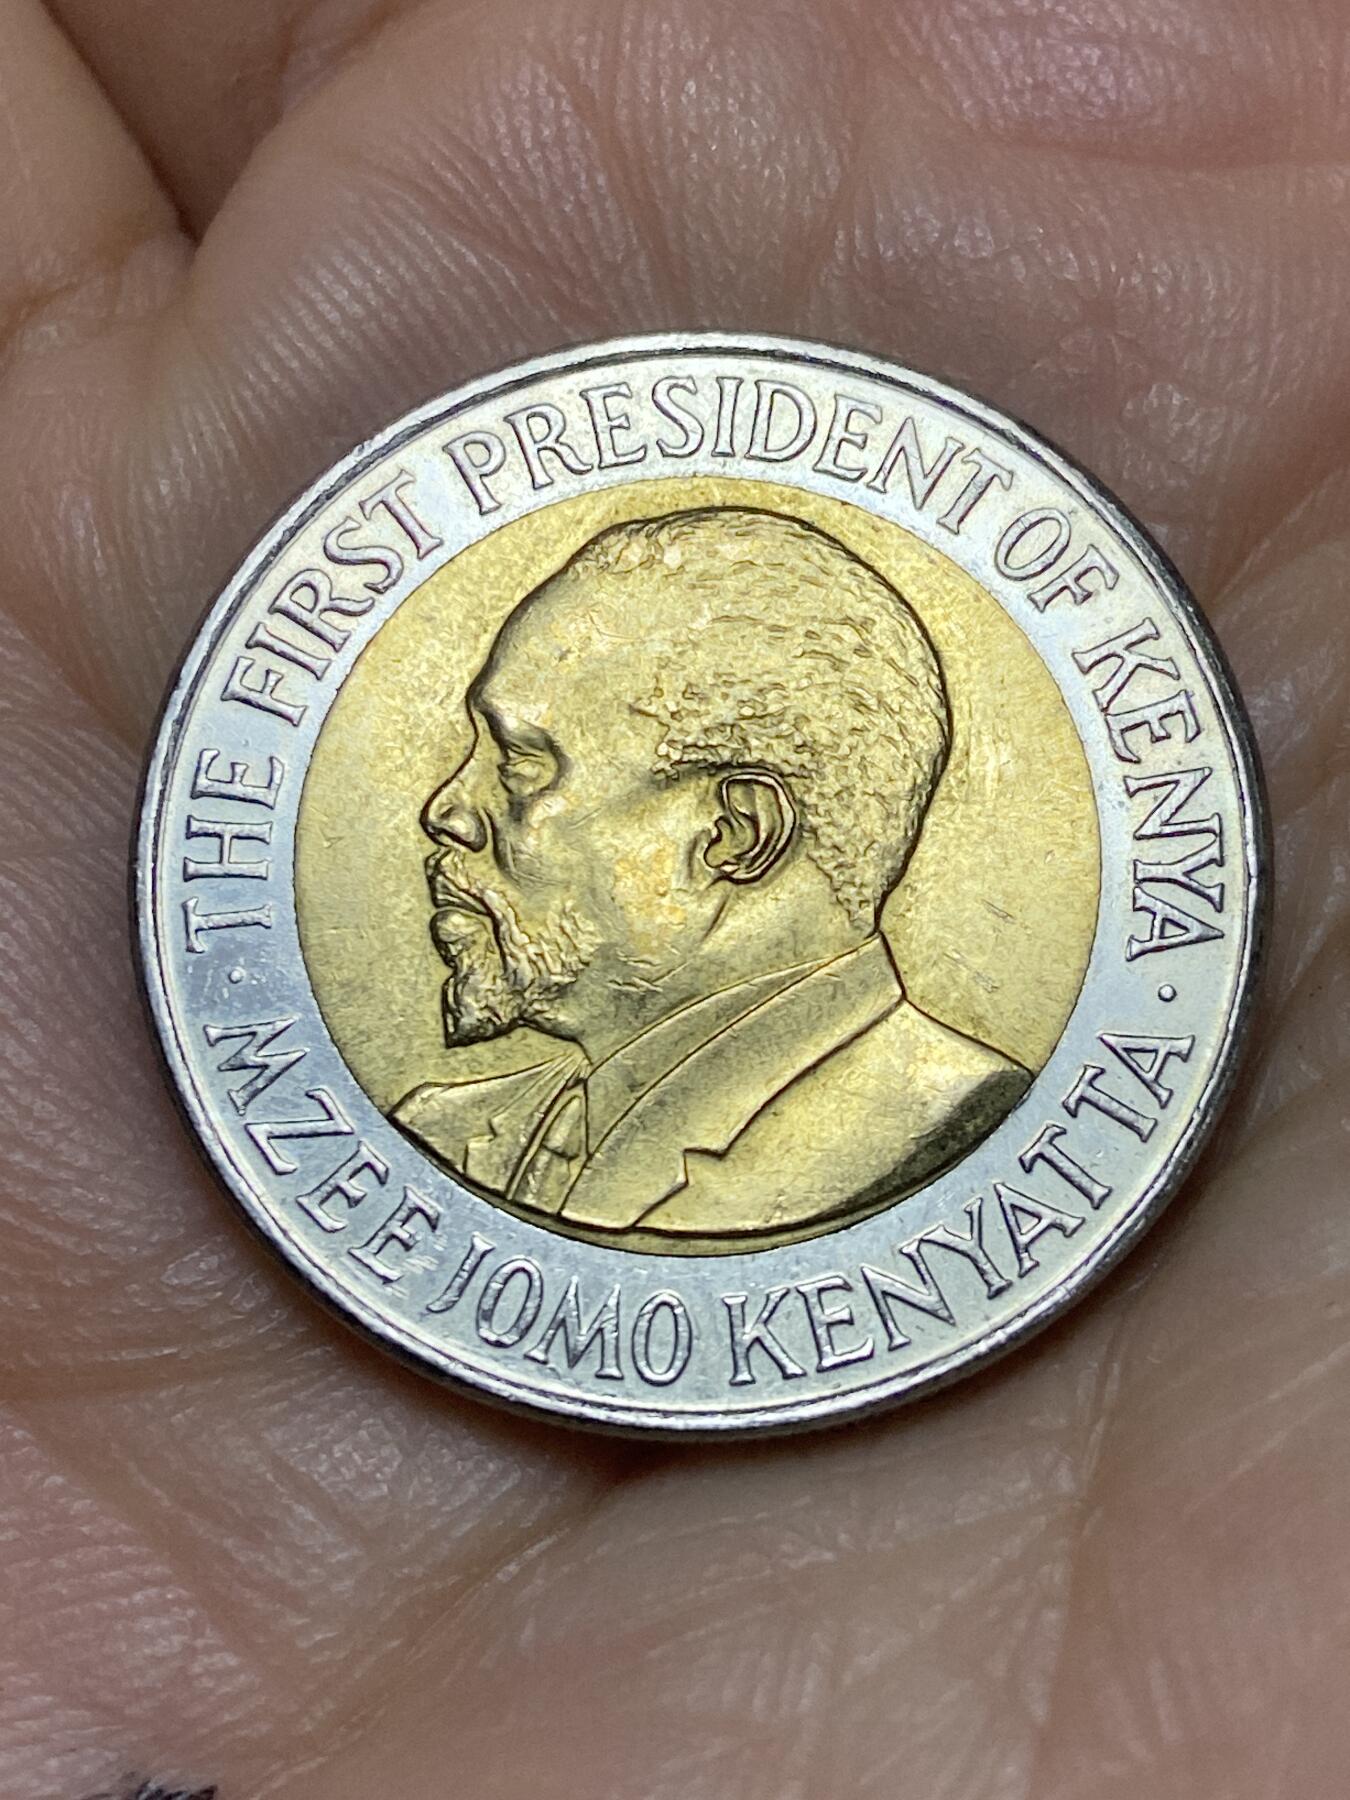 THE FIRST PRESIDENT OF KENYA
· MZEE JOMO KENYATTA ·